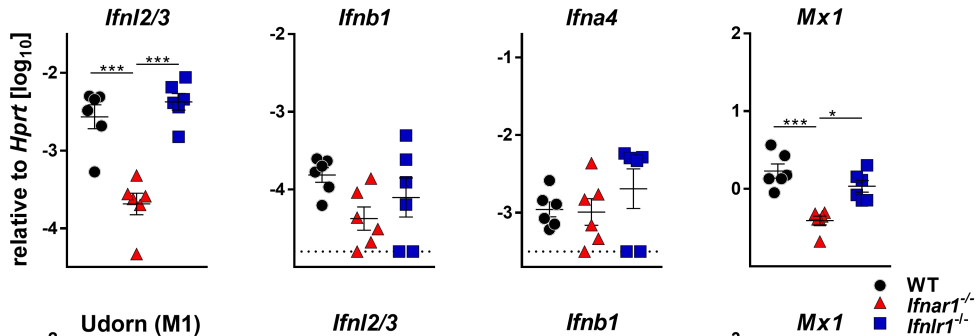 Ifnl2/3 Ifnb1 Ifna4 Mx1
relative to Hprt [log10]
-2
-3
-4
***
***
-3
-4
-1
-2
-3
2
1
0
***
*
WT
Ifnar1-/-
Ifnlr1-/-
Udorn (M1) Ifnl2/3 Ifnb1 Mx1